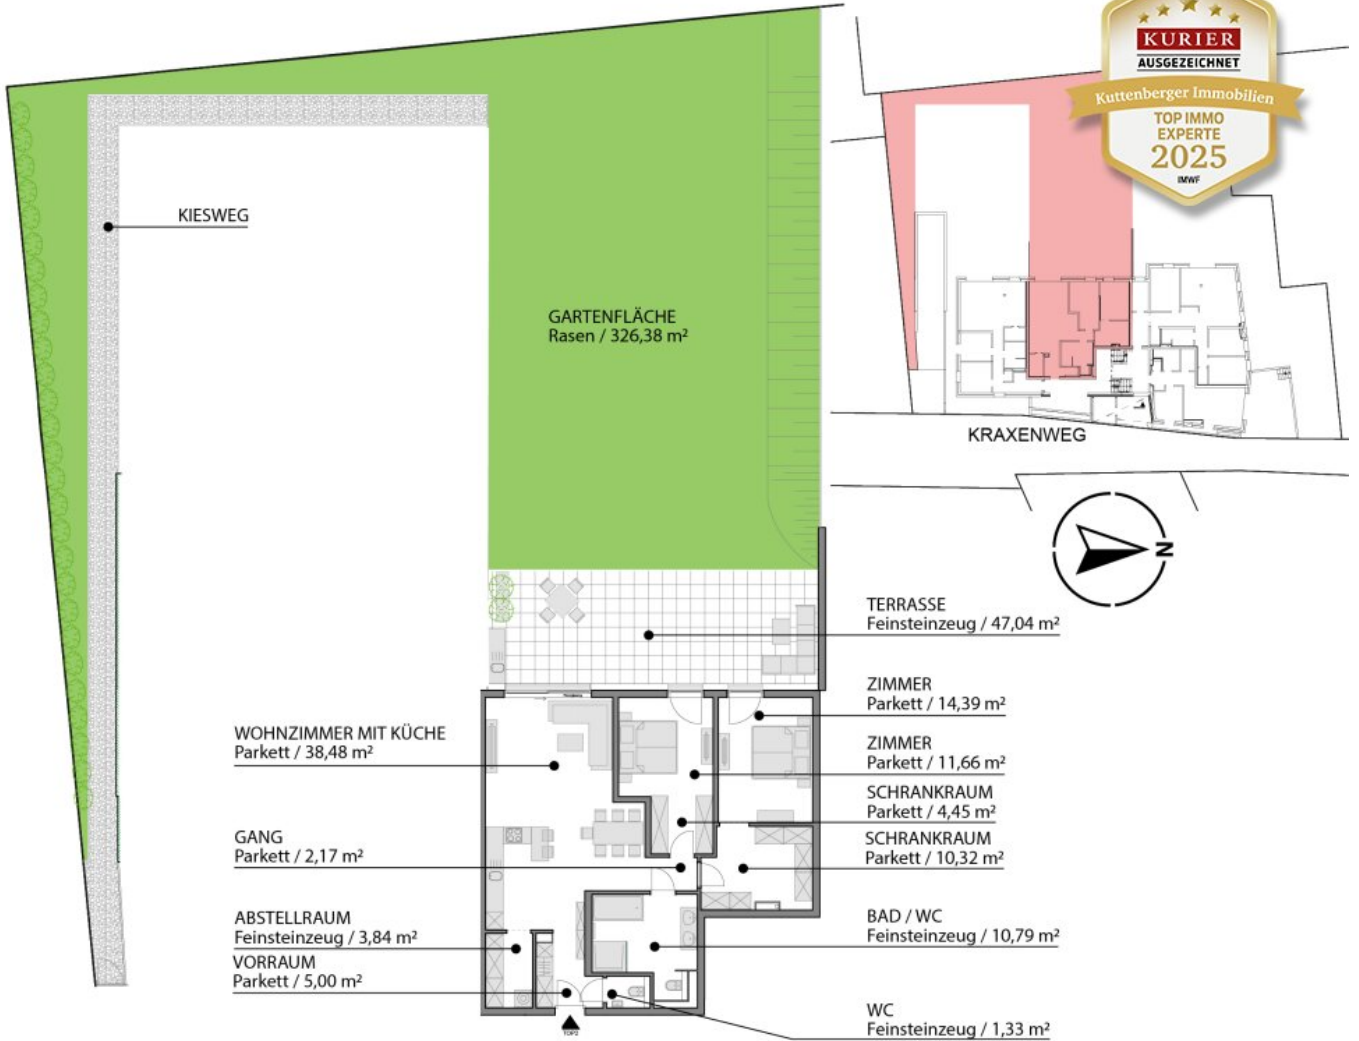 KURIER
AUSGEZEICHNET
Kuttenberger Immobilien
TOP IMMO
EXPERTE
2025
IMWF
KIESWEG
GARTENFLÄCHE
Rasen / 326,38 m²
KRAXENWEG
N
TERRASSE
Feinsteinzeug / 47,04 m²
ZIMMER
Parkett / 14,39 m²
WOHNZIMMER MIT KÜCHE
Parkett / 38,48 m²
ZIMMER
Parkett / 11,66 m²
SCHRANKRAUM
Parkett / 4,45 m²
GANG
Parkett / 2,17 m²
SCHRANKRAUM
Parkett / 10,32 m²
ABSTELLRAUM
Feinsteinzeug / 3,84 m²
BAD / WC
Feinsteinzeug / 10,79 m²
VORRAUM
Parkett / 5,00 m²
WC
Feinsteinzeug / 1,33 m²
TOP2